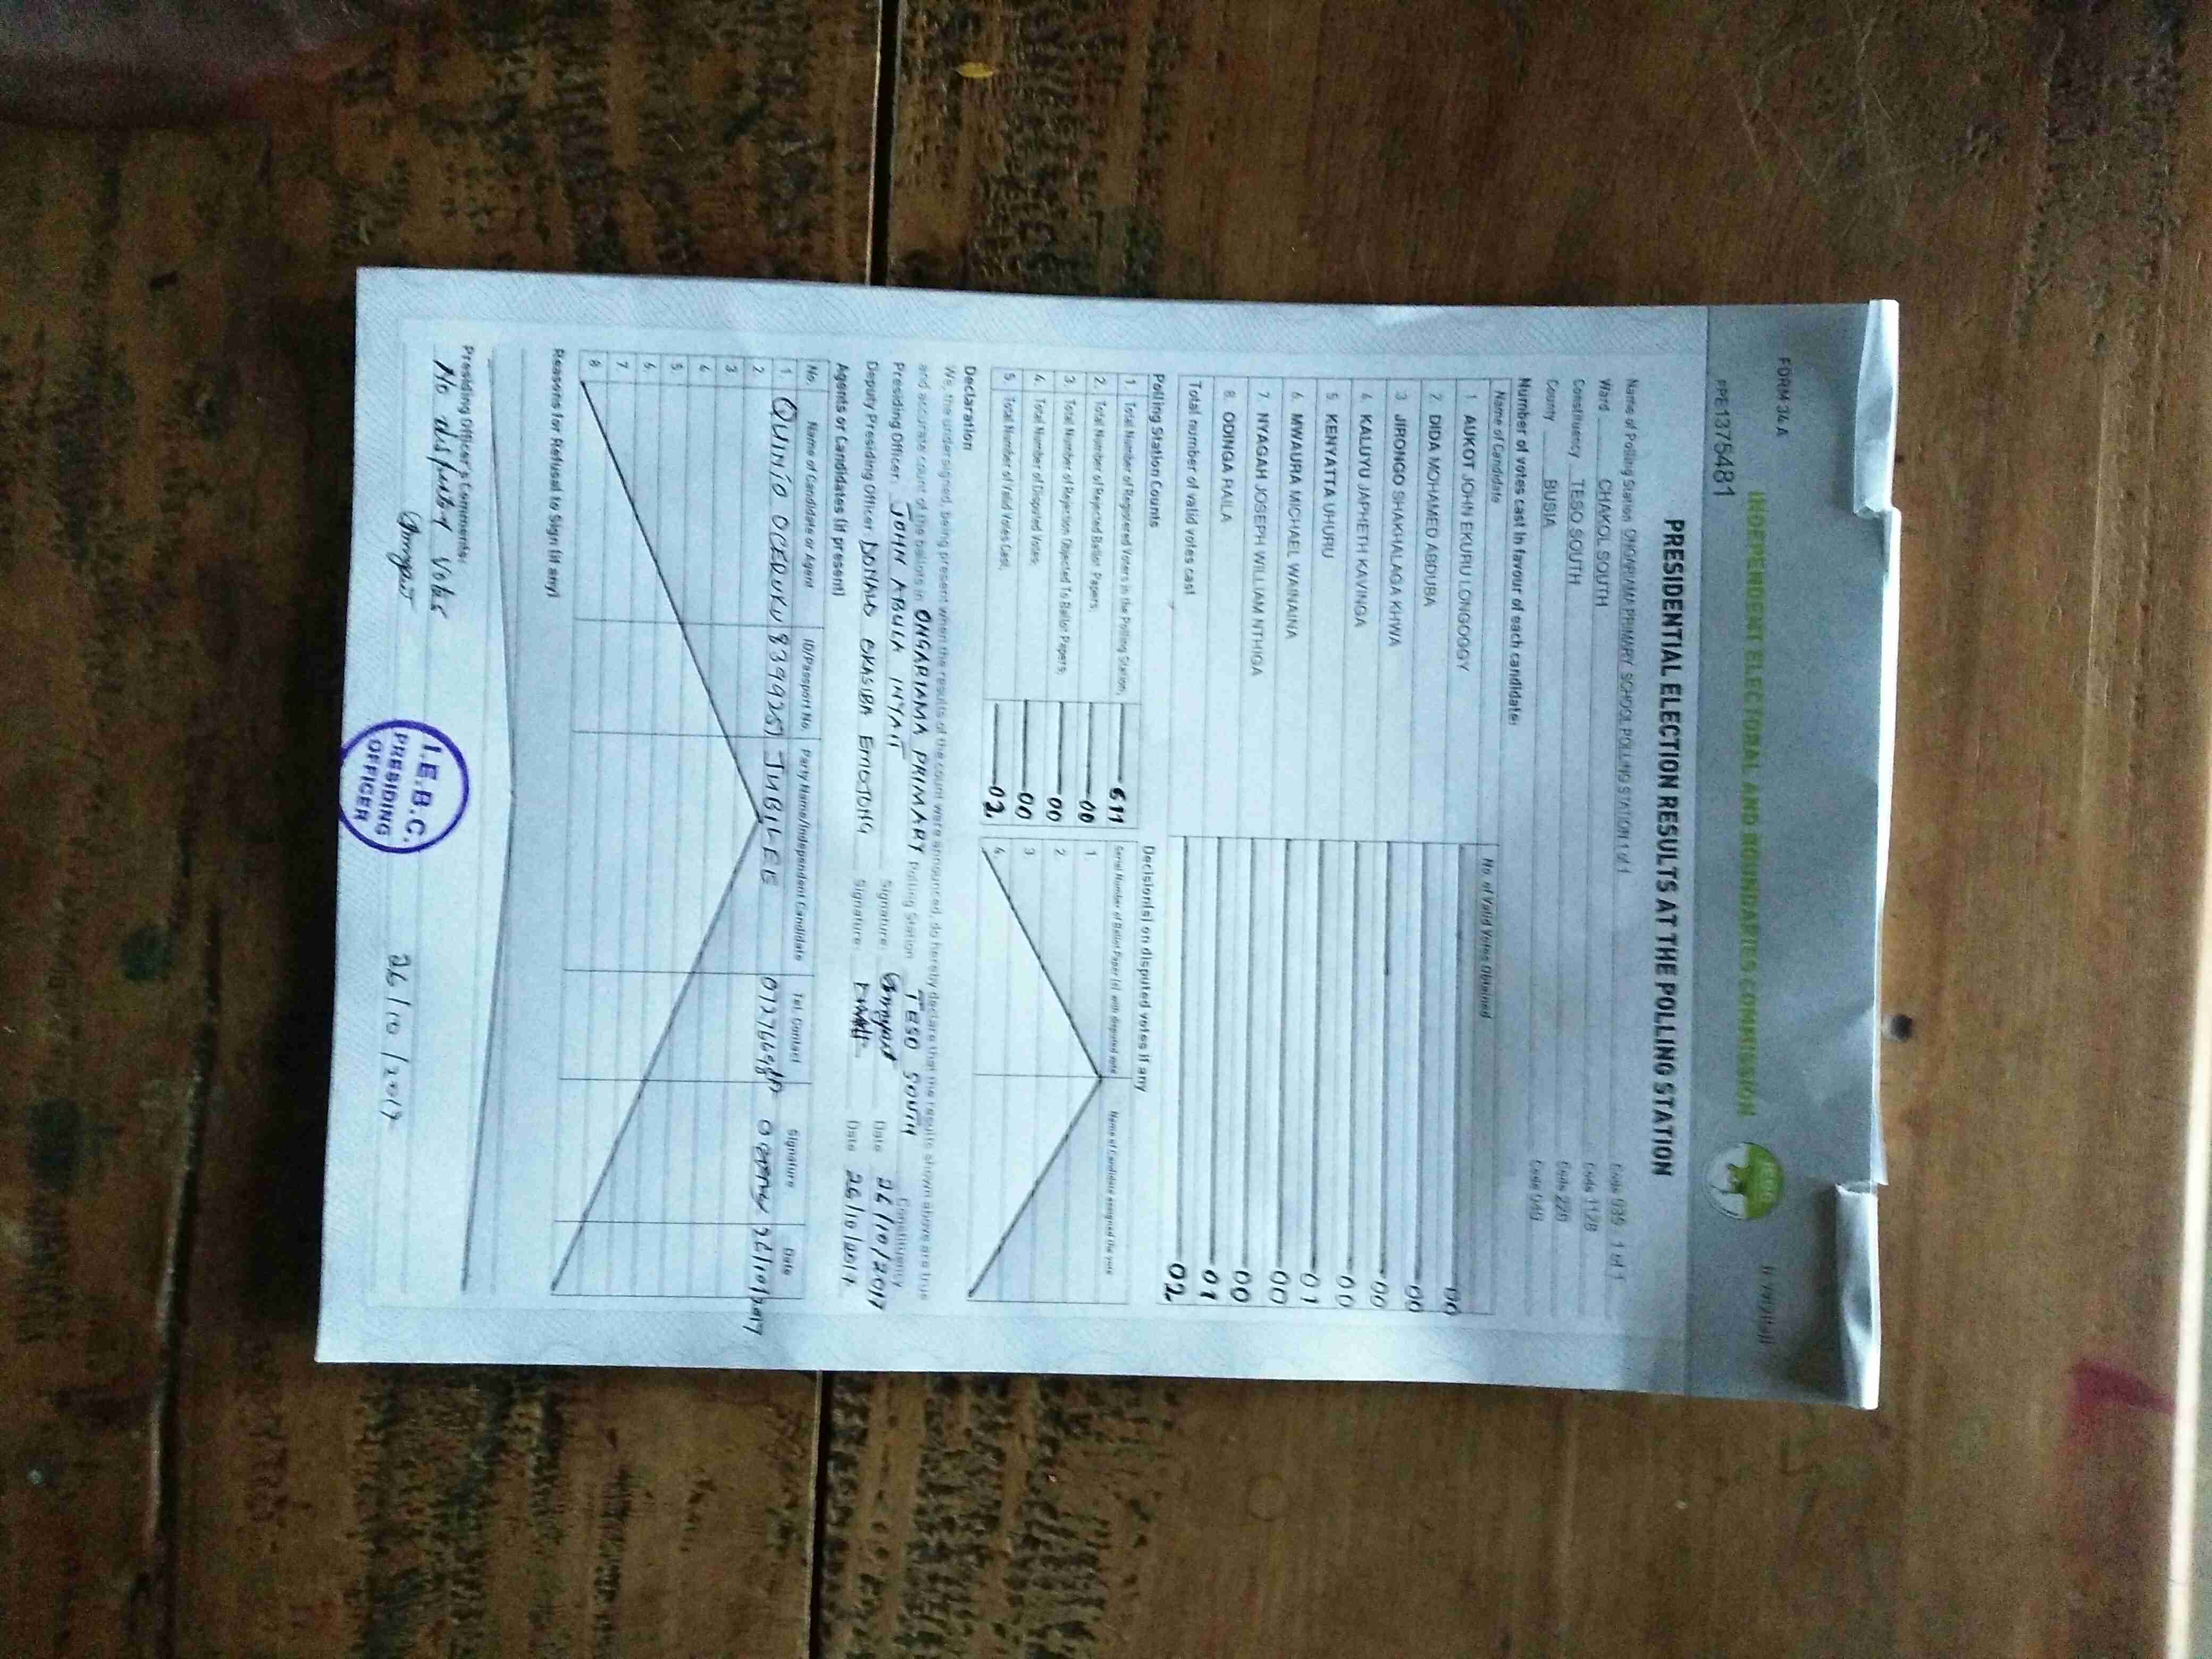 FORM 34A
INDEPENDENT ELECTORAL AND BOUNDARIES COMMISSION
PPE1375481
IEBC
PRESIDENTIAL ELECTION RESULTS AT THE POLLING STATION
Name of Polling Station ONGARIAMA PRIMARY SCHOOL POLLING STATION 1 of 1 Code 039 1 of 1
Ward CHAKOL SOUTH Code 1128
Constituency TESO SOUTH Code 226
County BUSIA Code 040
Number of votes cast in favour of each candidate:
Name of Candidate No. of Valid Votes Obtained
1 AUKOT JOHN EKURU LONGOGGY 00
2 DIDA MOHAMED ABDUBA 00
3 JIRONGO SHAKHALAGA KHWA 00
4 KALUYU JAPHETH KAVINGA 00
5 KENYATTA UHURU 01
6 MWAURA MICHAEL WAINAINA 00
7. NYAGAH JOSEPH WILLIAM NTHIGA 00
8. ODINGA RAILA 01
Total number of valid votes cast 02
Polling Station Counts
1. Total Number of Registered Voters in the Polling Station; 611
2. Total Number of Rejected Ballot Papers; 00
3. Total Number of Rejection Objected To Ballot Papers; 00
4. Total Number of Disputed Votes; 00
5. Total Number of Valid Votes Cast; 02
Decision(s) on disputed votes if any
Serial Number of Ballot Paper(s) with disputed vote Name of Candidate assigned the vote
1
2
3
4
Declaration
We, the undersigned, being present when the results of the count were announced, do hereby declare that the results shown above are true
and accurate count of the ballots in ONGARIAMA PRIMARY Polling Station TESO SOUTH Constituency
Presiding Officer: JOHN ABULA INYAIT Signature: Date 26/10/2017
Deputy Presiding Officer DONALD OKASIBA EMOJONG Signature: Date 26/10/2017
Agents or Candidates (if present)
No. Name of Candidate or Agent ID/Passport No. Party Name/Independent Candidate Tel. Contact Signature Date
1 JUBILEE 26/10/2017
2
3
4
5
6
7
8
Reasons for Refusal to Sign (if any)
Presiding Officer's Comments:
No disputed votes
26/10/2017
I.E.B.C.
PRESIDING
OFFICER